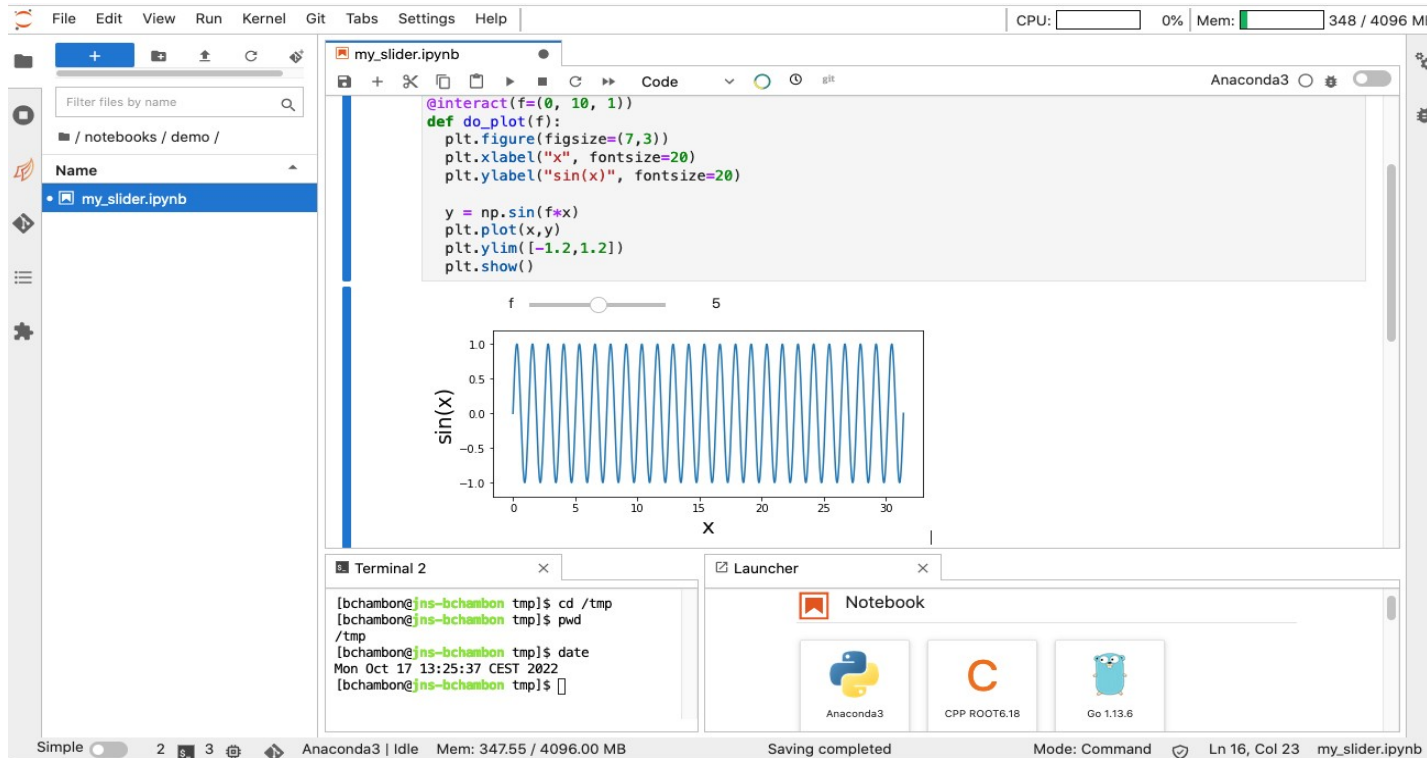 File Edit View Run Kernel Git Tabs Settings Help
CPU: 0% Mem: 348 / 4096 M
+
Filter files by name
/ notebooks / demo /
Name
my_slider.ipynb
my_slider.ipynb
Code
git
Anaconda3
@interact(f=(0, 10, 1))
def do_plot(f):
plt.figure(figsize=(7,3))
plt.xlabel("x", fontsize=20)
plt.ylabel("sin(x)", fontsize=20)
y = np.sin(f*x)
plt.plot(x,y)
plt.ylim([-1.2,1.2])
plt.show()
f 5
1.0
0.5
0.0
−0.5
−1.0
sin(x)
0 5 10 15 20 25 30
x
Terminal 2
[bchambon@jns-bchambon tmp]$ cd /tmp
[bchambon@jns-bchambon tmp]$ pwd
/tmp
[bchambon@jns-bchambon tmp]$ date
Mon Oct 17 13:25:37 CEST 2022
[bchambon@jns-bchambon tmp]$
Launcher
Notebook
Anaconda3
C
CPP ROOT6.18
Go 1.13.6
Simple 2 3 Anaconda3 | Idle Mem: 347.55 / 4096.00 MB Saving completed Mode: Command Ln 16, Col 23 my_slider.ipynb